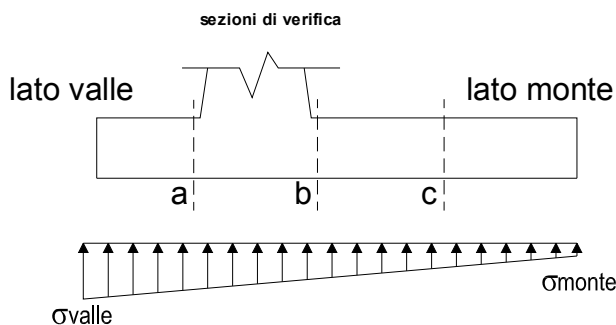 sezioni di verifica
lato valle
lato monte
a
b
c
σvalle
σmonte